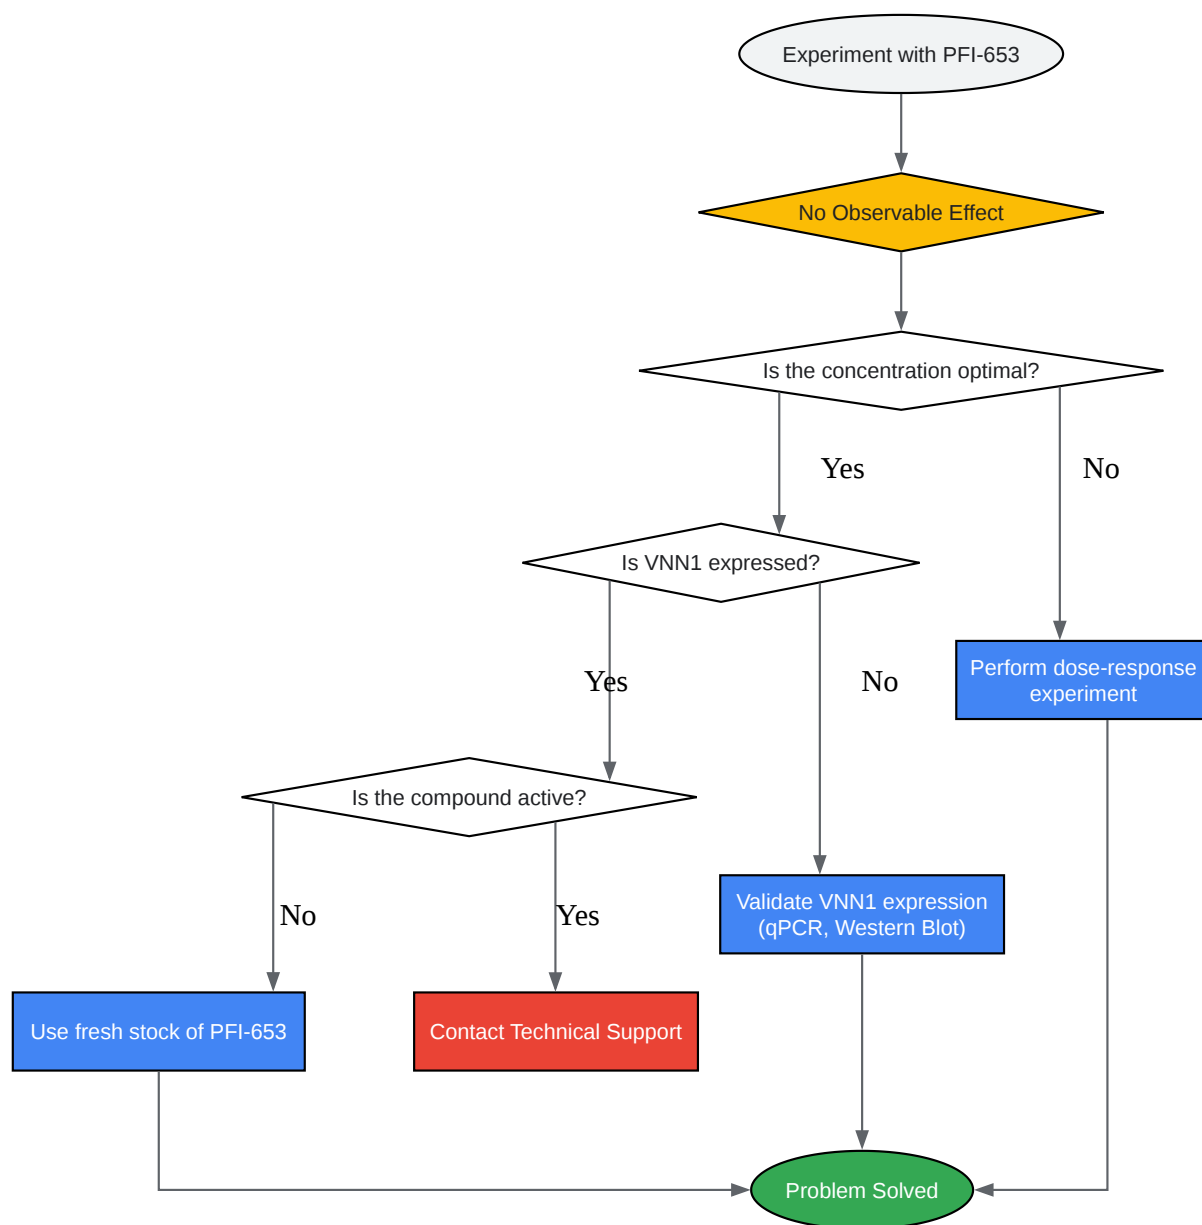 Experiment with PFI-653
No Observable Effect
Is the concentration optimal?
Yes
No
Is VNN1 expressed?
Yes
No
Perform dose-response
experiment
Is the compound active?
No
Yes
Validate VNN1 expression
(qPCR, Western Blot)
Use fresh stock of PFI-653
Contact Technical Support
Problem Solved